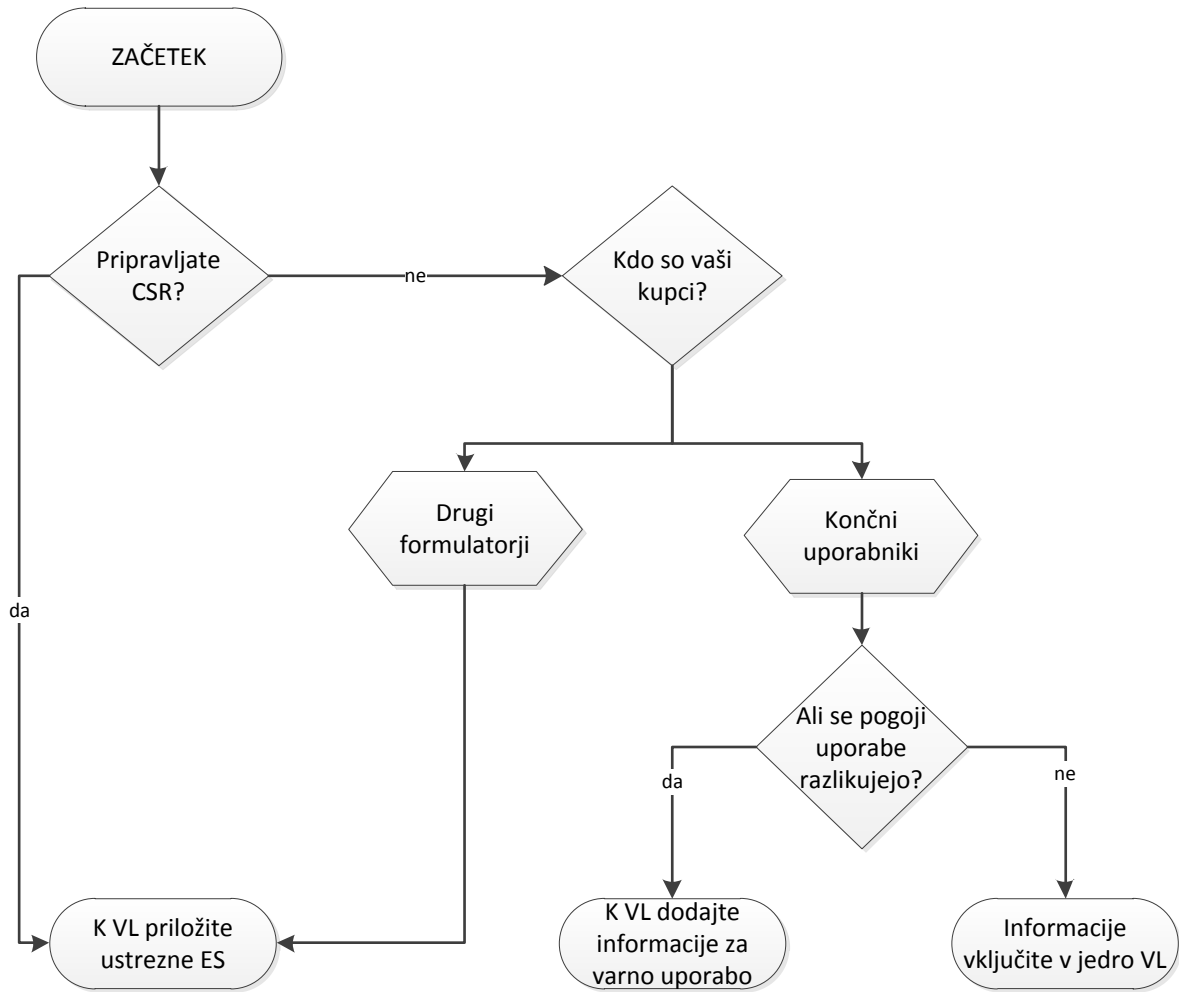 ZAČETEK
Pripravljate
CSR?
ne
Kdo so vaši
kupci?
Drugi
formulatorji
Končni
uporabniki
da
Ali se pogoji
uporabe
razlikujejo?
da
ne
K VL priložite
ustrezne ES
K VL dodajte
informacije za
varno uporabo
Informacije
vključite v jedro VL